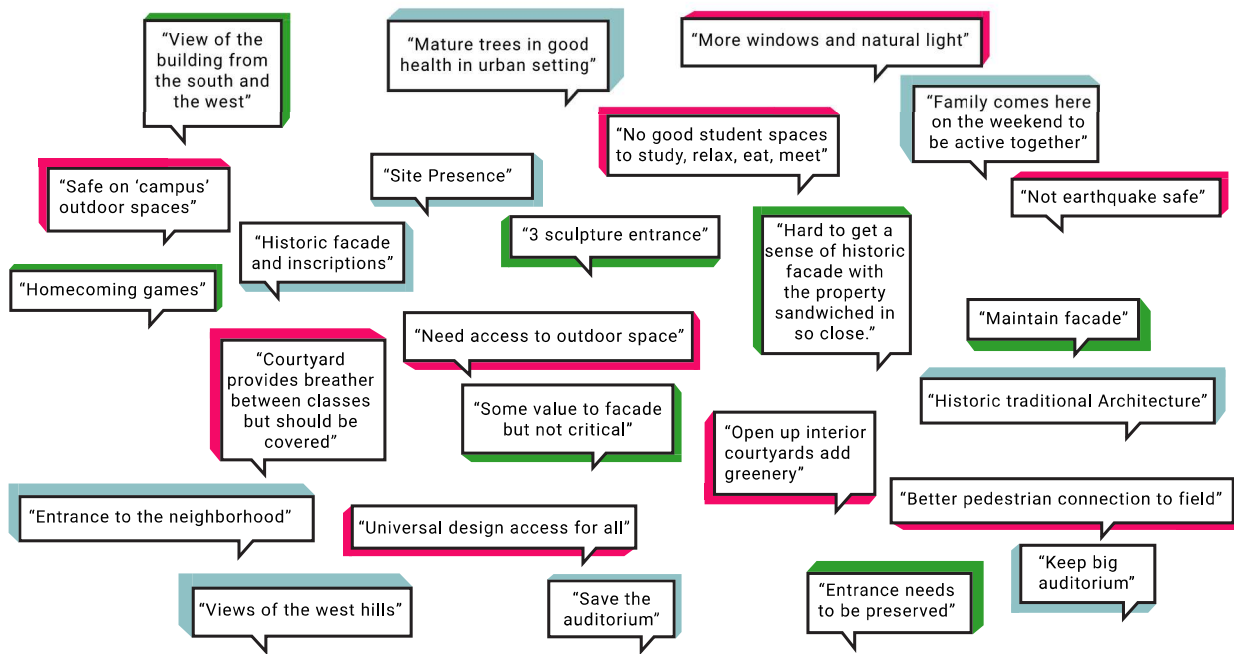 “View of the
building from
the south and
the west”
“Mature trees in good
health in urban setting”
“More windows and natural light”
“Family comes here
on the weekend to
be active together”
“No good student spaces
to study, relax, eat, meet”
“Safe on ‘campus’
outdoor spaces”
“Site Presence”
“Not earthquake safe”
“Historic facade
and inscriptions”
“3 sculpture entrance”
“Hard to get a
sense of historic
facade with
the property
sandwiched in
so close.”
“Homecoming games”
“Maintain facade”
“Need access to outdoor space”
“Courtyard
provides breather
between classes
but should be
covered”
“Some value to facade
but not critical”
“Historic traditional Architecture”
“Open up interior
courtyards add
greenery”
“Entrance to the neighborhood”
“Universal design access for all”
“Better pedestrian connection to field”
“Keep big
auditorium”
“Views of the west hills”
“Save the
auditorium”
“Entrance needs
to be preserved”